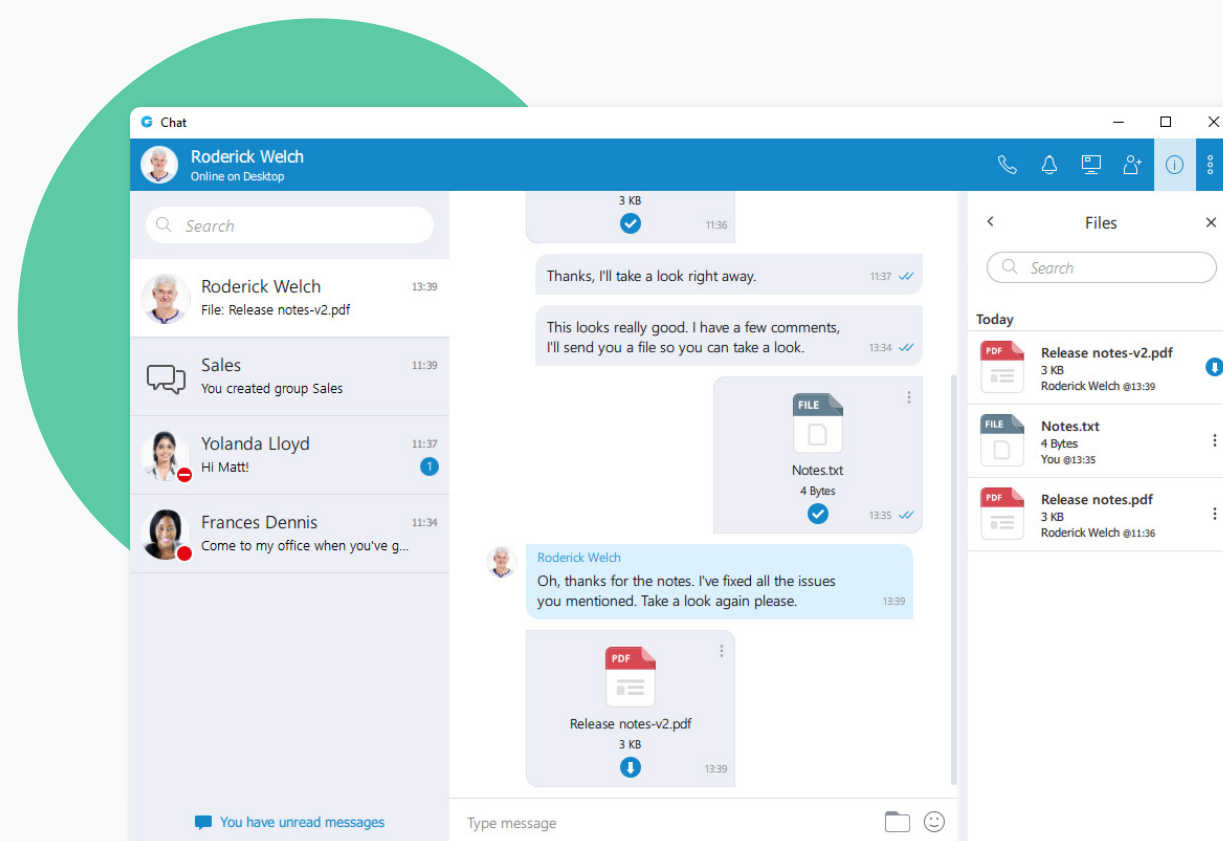 Chat
Roderick Welch
Online on Desktop
Search
Roderick Welch
13:39
File: Release notes-v2.pdf
Sales
11:39
You created group Sales
Yolanda Lloyd
11:37
Hi Matt!
1
Frances Dennis
11:34
Come to my office when you've g...
You have unread messages
3 KB
11:36
Thanks, I'll take a look right away.
11:37
This looks really good. I have a few comments,
I'll send you a file so you can take a look.
13:34
FILE
Notes.txt
4 Bytes
13:35
Roderick Welch
Oh, thanks for the notes. I've fixed all the issues
you mentioned. Take a look again please.
13:39
PDF
Release notes-v2.pdf
3 KB
13:39
Type message
Files
Search
Today
PDF
Release notes-v2.pdf
3 KB
Roderick Welch @13:39
FILE
Notes.txt
4 Bytes
You @13:35
PDF
Release notes.pdf
3 KB
Roderick Welch @11:36